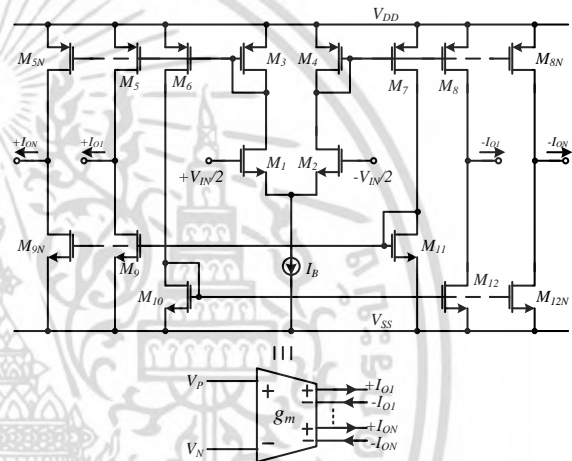 V_DD
M_5N M_5 M_6 M_3 M_4 M_7 M_8 M_8N
+I_ON +I_O1 -I_O1 -I_ON
+V_IN/2 M_1 M_2 -V_IN/2
M_9N M_9 M_11
I_B
M_10 M_12 M_12N
V_SS
V_P + + +I_O1
− -I_O1
g_m
+ +I_ON
V_N − − -I_ON